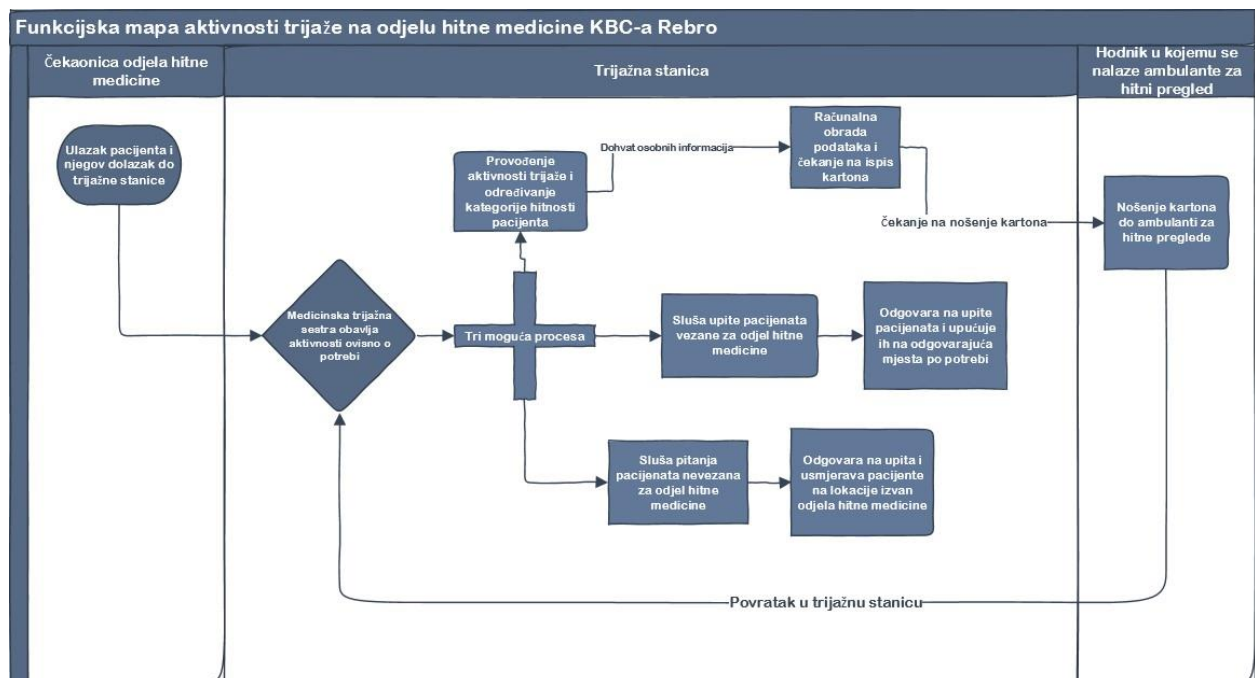 Funkcijska mapa aktivnosti trijaže na odjelu hitne medicine KBC-a Rebro
Čekaonica odjela hitne
medicine
Trijažna stanica
Hodnik u kojemu se
nalaze ambulante za
hitni pregled
Ulazak pacijenta i
njegov dolazak do
trijažne stanice
Medicinska trijažna
sestra obavlja
aktivnosti ovisno o
potrebi
Tri moguća procesa
Provođenje
aktivnosti trijaže i
određivanje
kategorije hitnosti
pacijenta
Dohvat osobnih informacija
Računalna
obrada
podataka i
čekanje na ispis
kartona
čekanje na nošenje kartona
Nošenje kartona
do ambulanti za
hitne preglede
Sluša upite pacijenata
vezane za odjel hitne
medicine
Odgovara na upite
pacijenata i upućuje
ih na odgovarajuća
mjesta po potrebi
Sluša pitanja
pacijenata nevezana
za odjel hitne
medicine
Odgovara na upita i
usmjerava pacijente
na lokacije izvan
odjela hitne medicine
Povratak u trijažnu stanicu